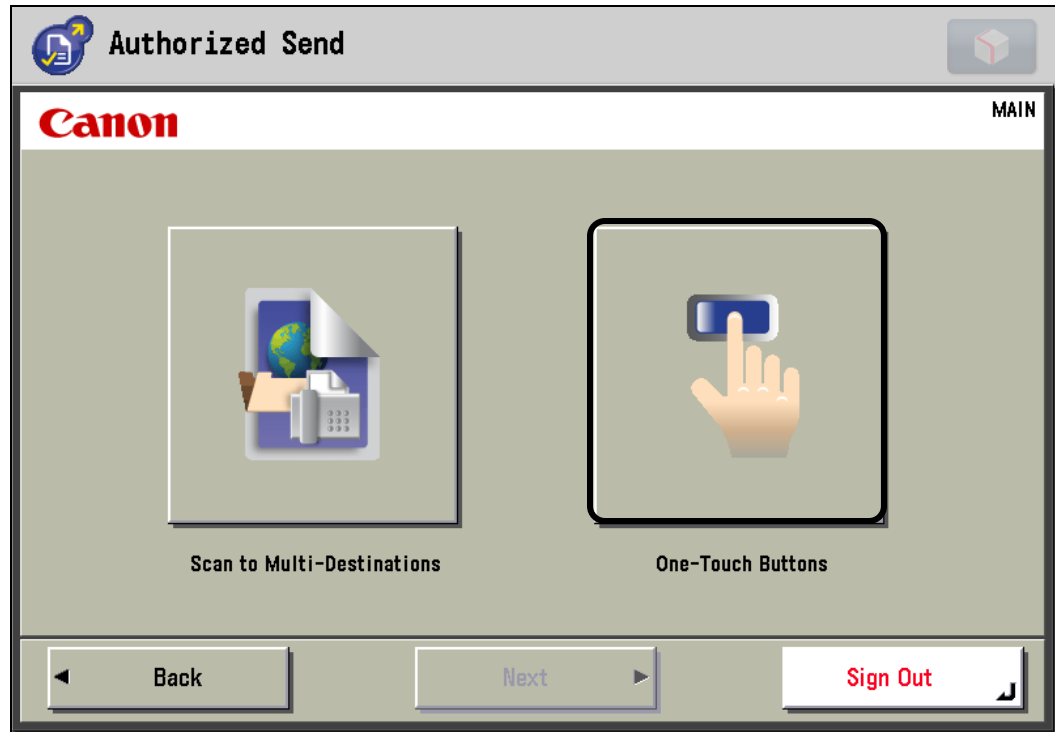 Authorized Send
Canon
MAIN
Scan to Multi-Destinations
One-Touch Buttons
Back
Next
Sign Out